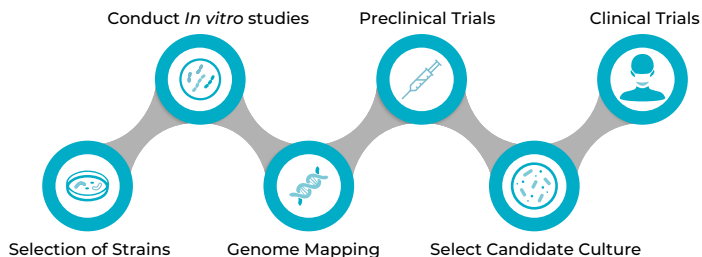 Conduct In vitro studies
Preclinical Trials
Clinical Trials
Selection of Strains
Genome Mapping
Select Candidate Culture